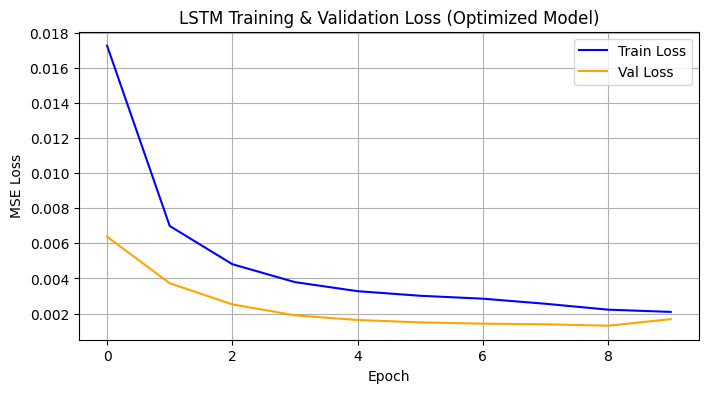 LSTM Training & Validation Loss (Optimized Model)
Train Loss
Val Loss
MSE Loss
0.018
0.016
0.014
0.012
0.010
0.008
0.006
0.004
0.002
0 2 4 6 8
Epoch